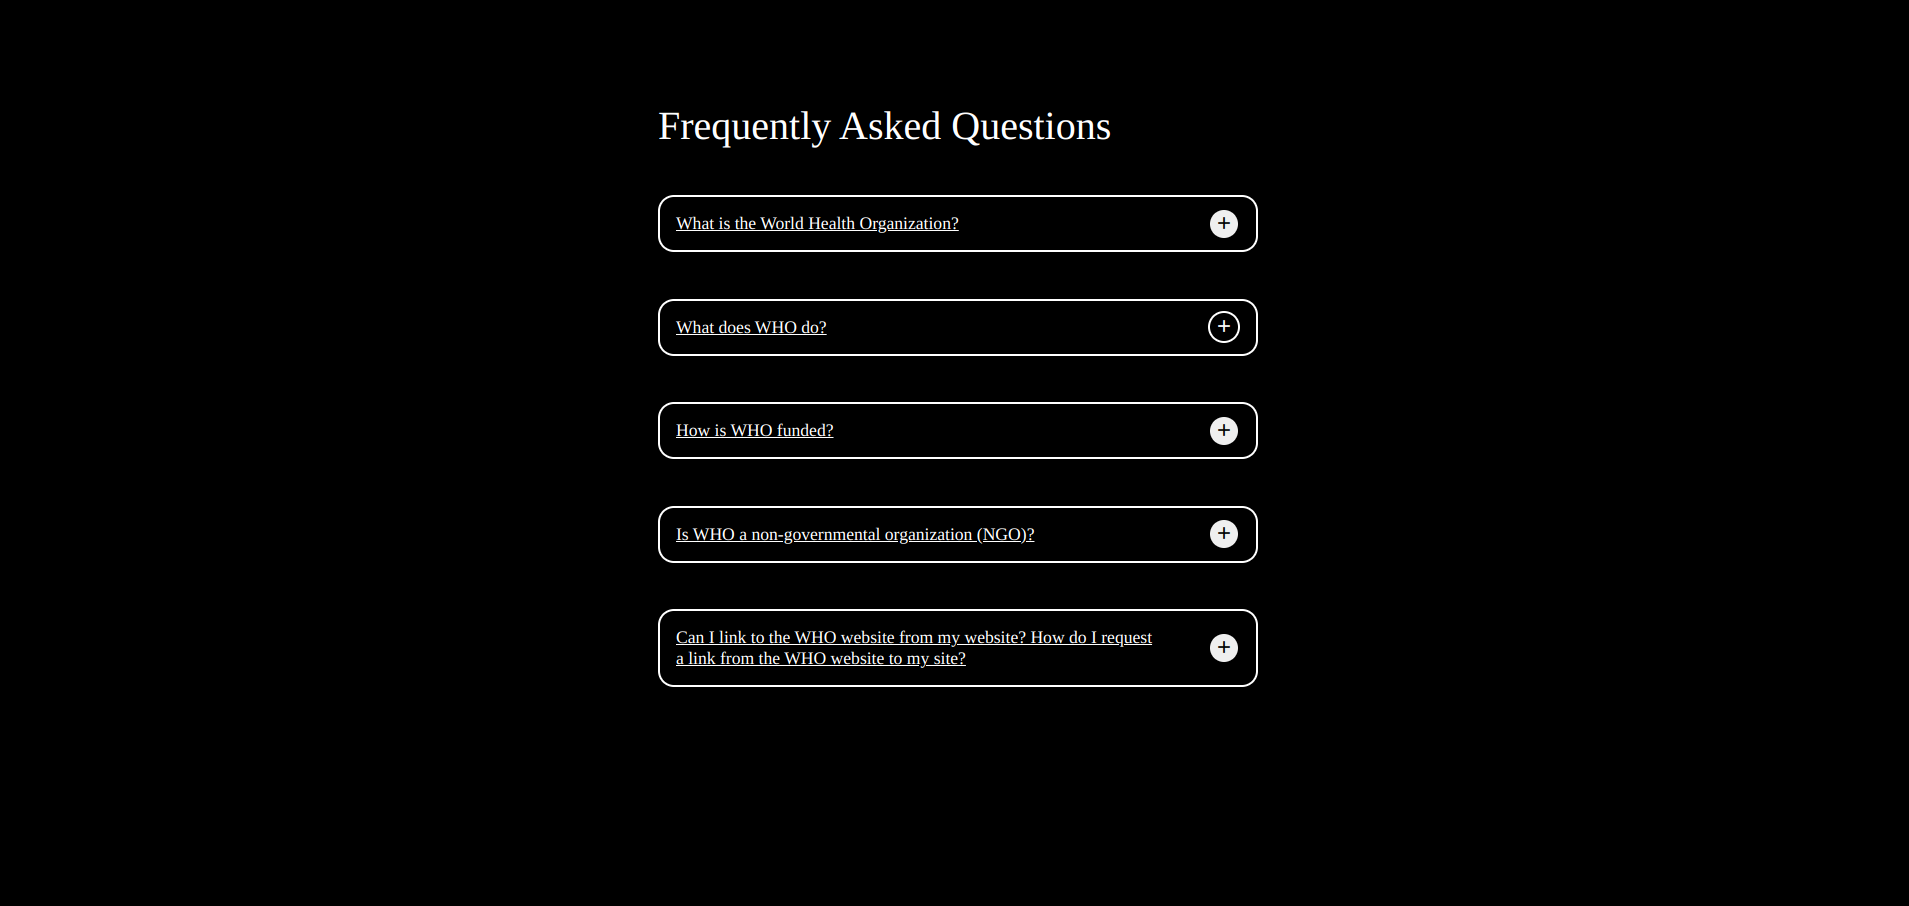 Frequently Asked Questions
What is the World Health Organization? +
What does WHO do? +
How is WHO funded? +
Is WHO a non-governmental organization (NGO)? +
Can I link to the WHO website from my website? How do I request
a link from the WHO website to my site? +